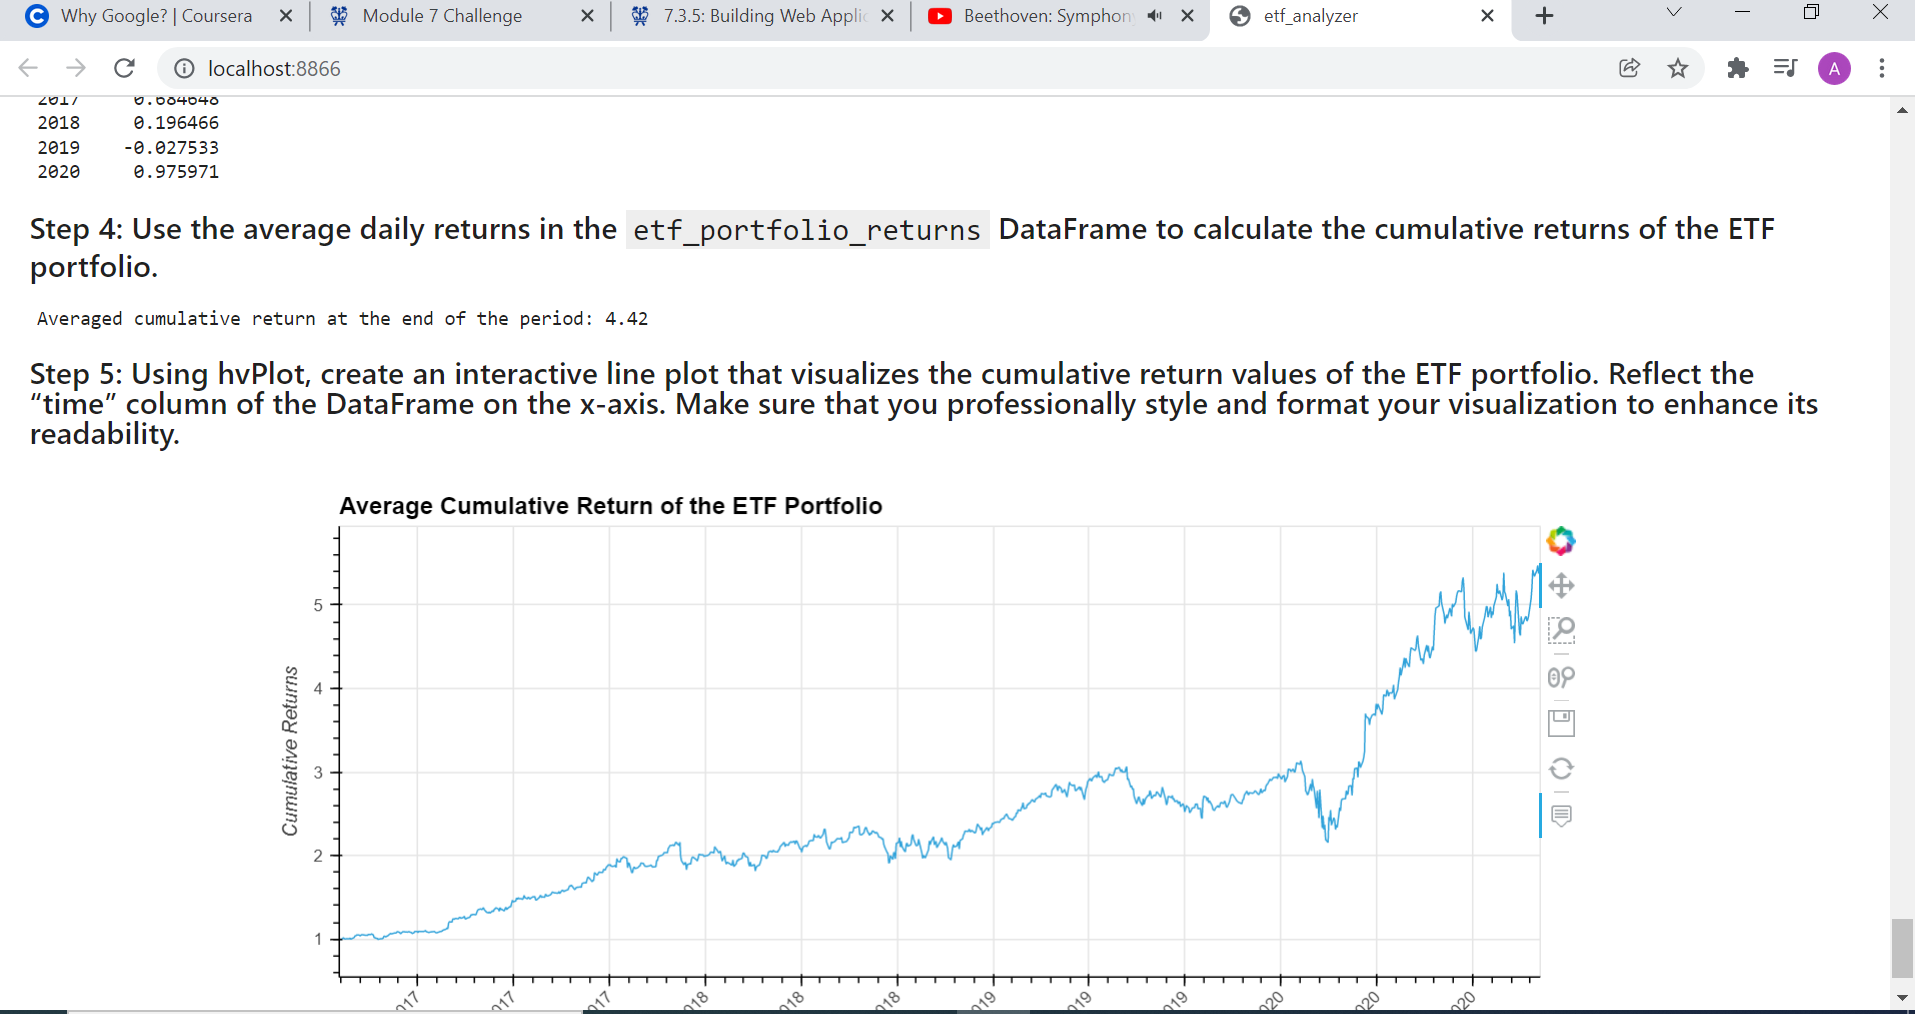 Why Google? | Coursera
Module 7 Challenge
7.3.5: Building Web Applic
Beethoven: Symphon
etf_analyzer
localhost:8866
A
2017 0.684648
2018 0.196466
2019 -0.027533
2020 0.975971
Step 4: Use the average daily returns in the etf_portfolio_returns DataFrame to calculate the cumulative returns of the ETF
portfolio.
Averaged cumulative return at the end of the period: 4.42
Step 5: Using hvPlot, create an interactive line plot that visualizes the cumulative return values of the ETF portfolio. Reflect the
“time” column of the DataFrame on the x-axis. Make sure that you professionally style and format your visualization to enhance its
readability.
Average Cumulative Return of the ETF Portfolio
5
4
3
2
1
Cumulative Returns
017 017 017 018 018 018 019 019 019 020 020 020